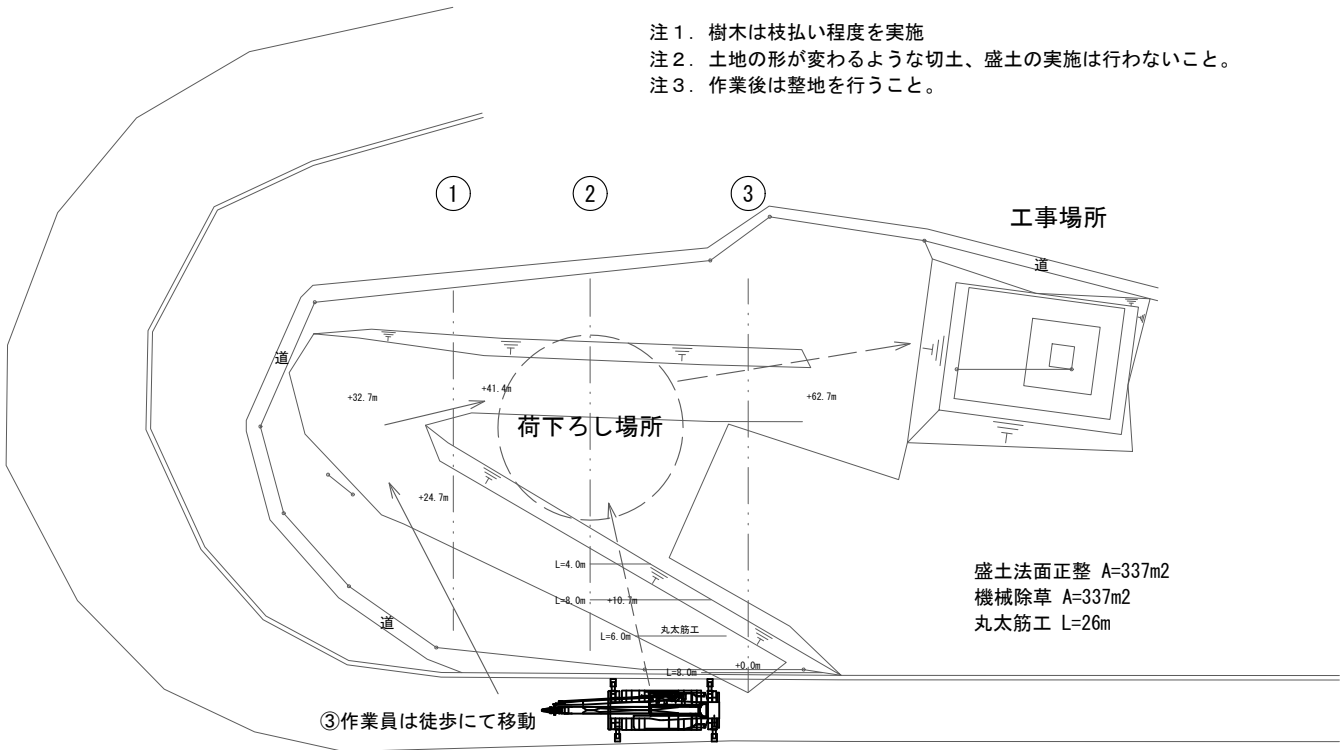 注1. 樹木は枝払い程度を実施
注2. 土地の形が変わるような切土、盛土の実施は行わないこと。
注3. 作業後は整地を行うこと。
1
2
3
工事場所
道
道
+32.7m
+41.4m
+62.7m
荷下ろし場所
+24.7m
L=4.0m
L=8.0m
+10.7m
L=6.0m
丸太筋工
道
+0.0m
L=8.0m
盛土法面正整 A=337m2
機械除草 A=337m2
丸太筋工 L=26m
③作業員は徒歩にて移動